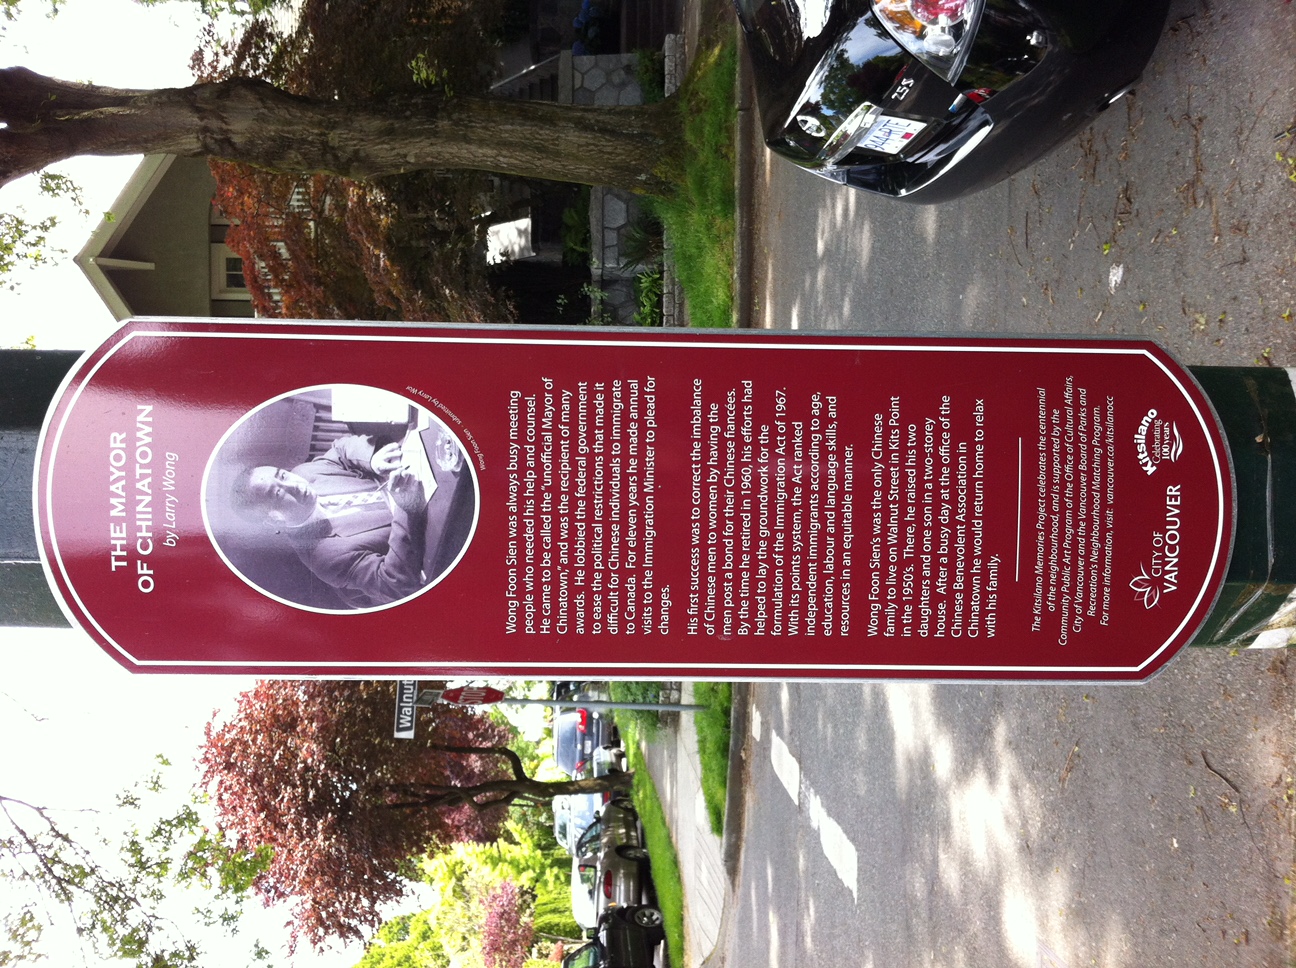 THE MAYOR
OF CHINATOWN
by Larry Wong
Wong Foon Sien - submitted by Larry
Walnut
STOP
Wong Foon Sien was always busy meeting
people who needed his help and counsel.
He came to be called the “unofficial Mayor of
Chinatown,” and was the recipient of many
awards. He lobbied the federal government
to ease the political restrictions that made it
difficult for Chinese individuals to immigrate
to Canada. For eleven years he made annual
visits to the Immigration Minister to plead for
changes.
His first success was to correct the imbalance
of Chinese men to women by having the
men post a bond for their Chinese fiancées.
By the time he retired in 1960, his efforts had
helped to lay the groundwork for the
formulation of the Immigration Act of 1967.
With its points system, the Act ranked
independent immigrants according to age,
education, labour and language skills, and
resources in an equitable manner.
Wong Foon Sien's was the only Chinese
family to live on Walnut Street in Kits Point
in the 1950's. There, he raised his two
daughters and one son in a two-storey
house. After a busy day at the office of the
Chinese Benevolent Association in
Chinatown he would return home to relax
with his family.
2.5 S
The Kitsilano Memories Project celebrates the centennial
of the neighbourhood, and is supported by the
Community Public Art Program of the Office of Cultural Affairs,
City of Vancouver and the Vancouver Board of Parks and
Recreation's Neighbourhood Matching Program.
For more information, visit: vancouver.ca/kitsilanocc
CITY OF
VANCOUVER
Kitsilano
Celebrating
100 years